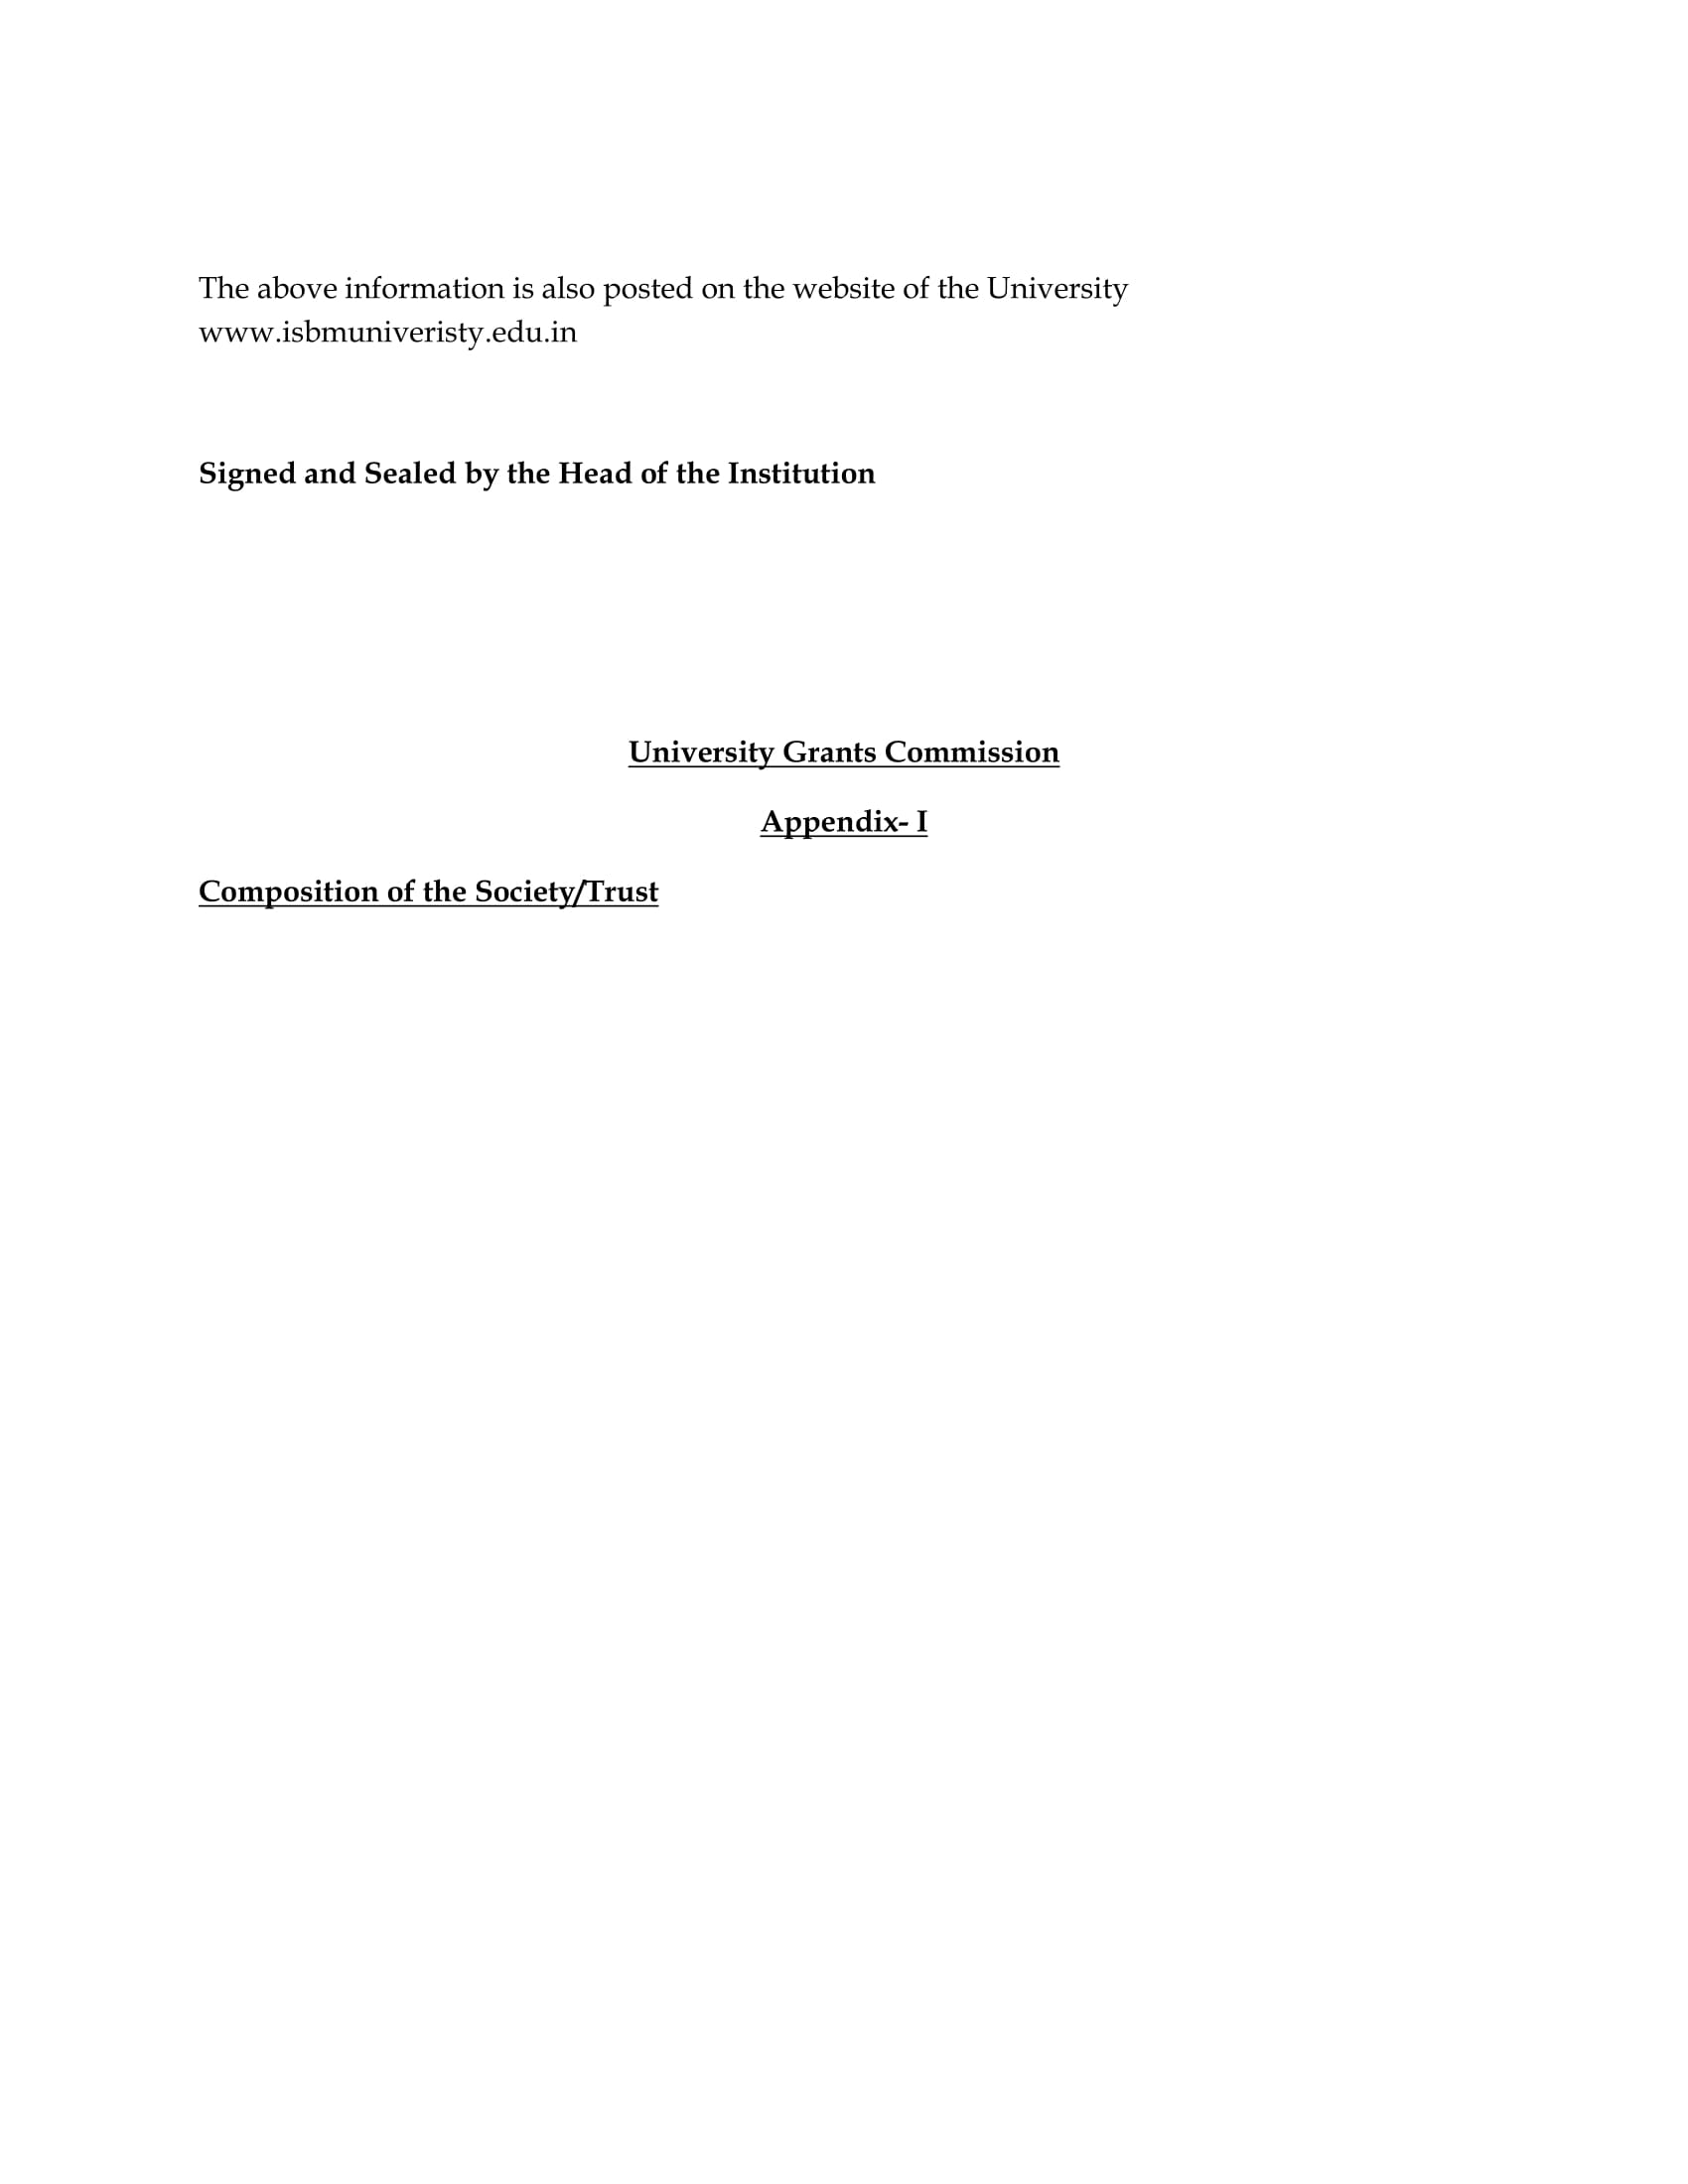 The above information is also posted on the website of the University
www.isbmuniveristy.edu.in
Signed and Sealed by the Head of the Institution
University Grants Commission
Appendix- I
Composition of the Society/Trust